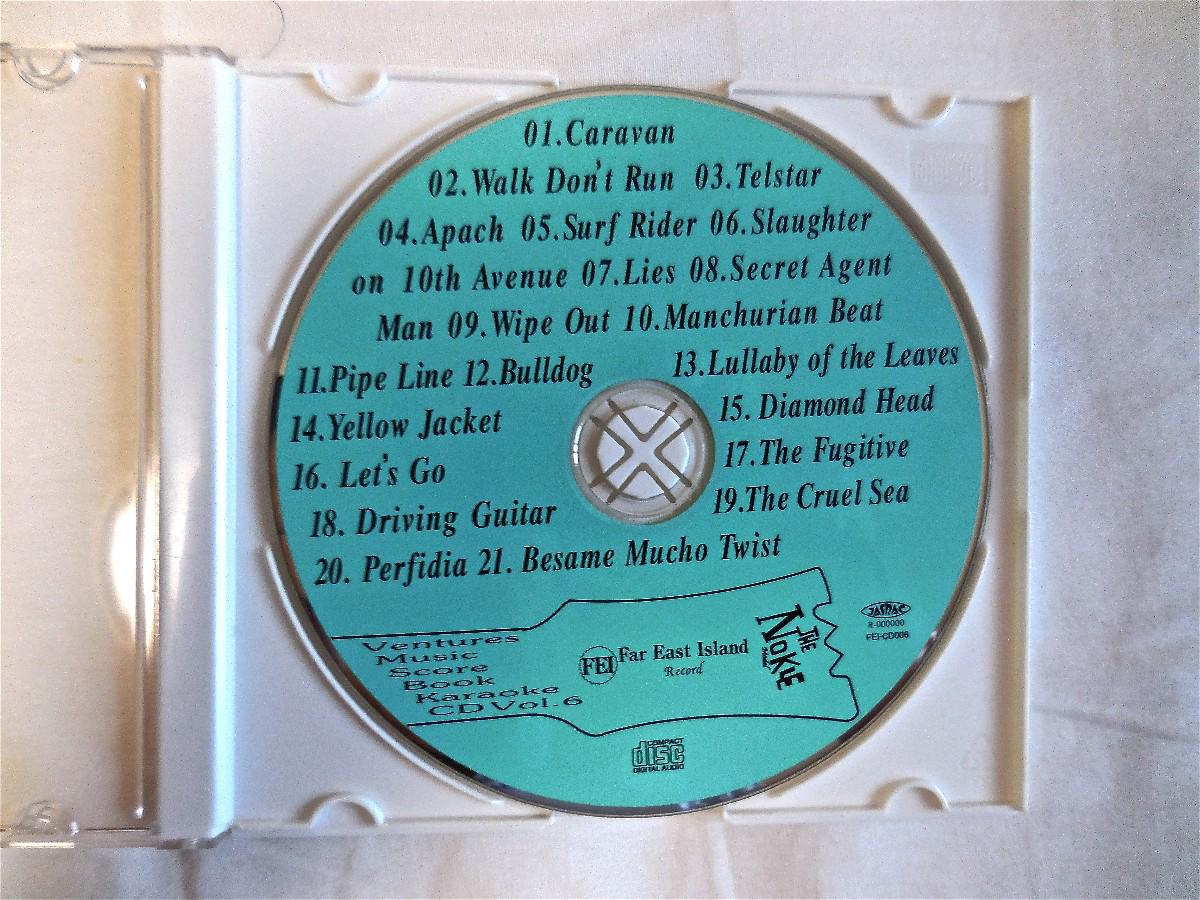 01.Caravan
02.Walk Don't Run 03.Telstar
04.Apach 05.Surf Rider 06.Slaughter
on 10th Avenue 07.Lies 08.Secret Agent
Man 09.Wipe Out 10.Manchurian Beat
11.Pipe Line 12.Bulldog 13.Lullaby of the Leaves
14.Yellow Jacket 15. Diamond Head
16. Let's Go 17.The Fugitive
18. Driving Guitar 19.The Cruel Sea
20. Perfidia 21. Besame Mucho Twist
Ventures
Music
Score
Book
Karaoke
CD Vol.6
FEI Far East Island
Record
THE
NOKIE
JASRAC
R-000000
FEI-CD006
COMPACT
disc
DIGITAL AUDIO